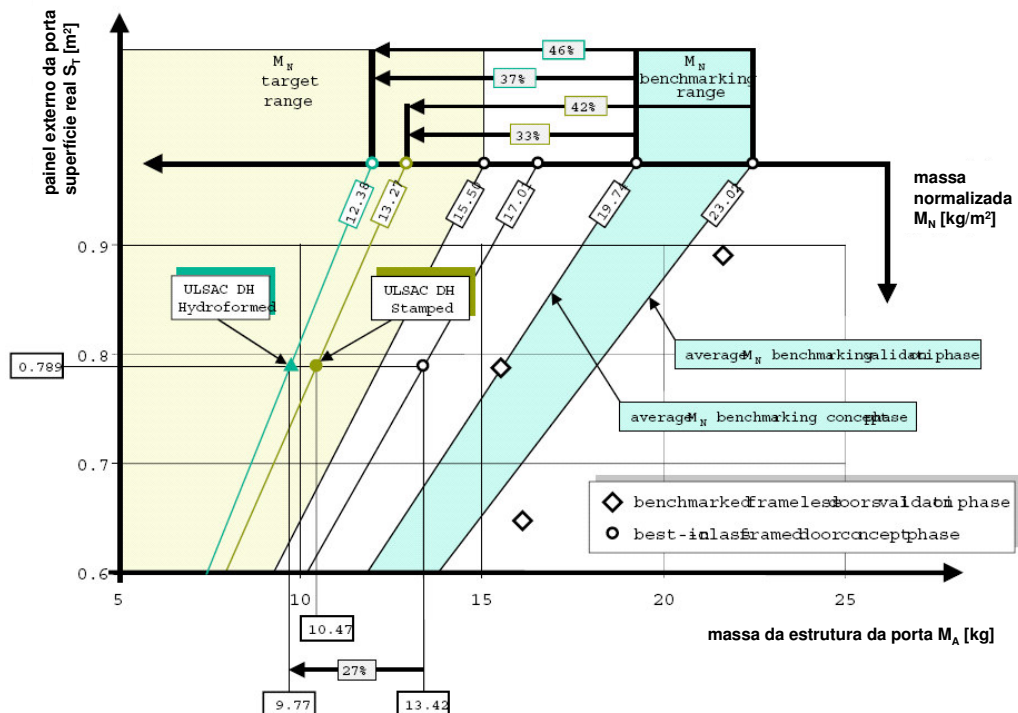 painel externo da porta
superfície real S_T [m²]
46%
M_N
target
range
M_N
benchmarking
range
37%
42%
33%
massa
normalizada
M_N [kg/m²]
12.38
13.27
15.50
17.01
19.74
23.02
0.9
ULSAC DH
Hydroformed
ULSAC DH
Stamped
0.8
average M_N benchmarking validation phase
0.789
average M_N benchmarking concept phase
0.7
benchmarked frameless doors validation phase
best-in-class framed door concept phase
0.6
5
10
15
20
25
10.47
massa da estrutura da porta M_A [kg]
27%
9.77
13.42